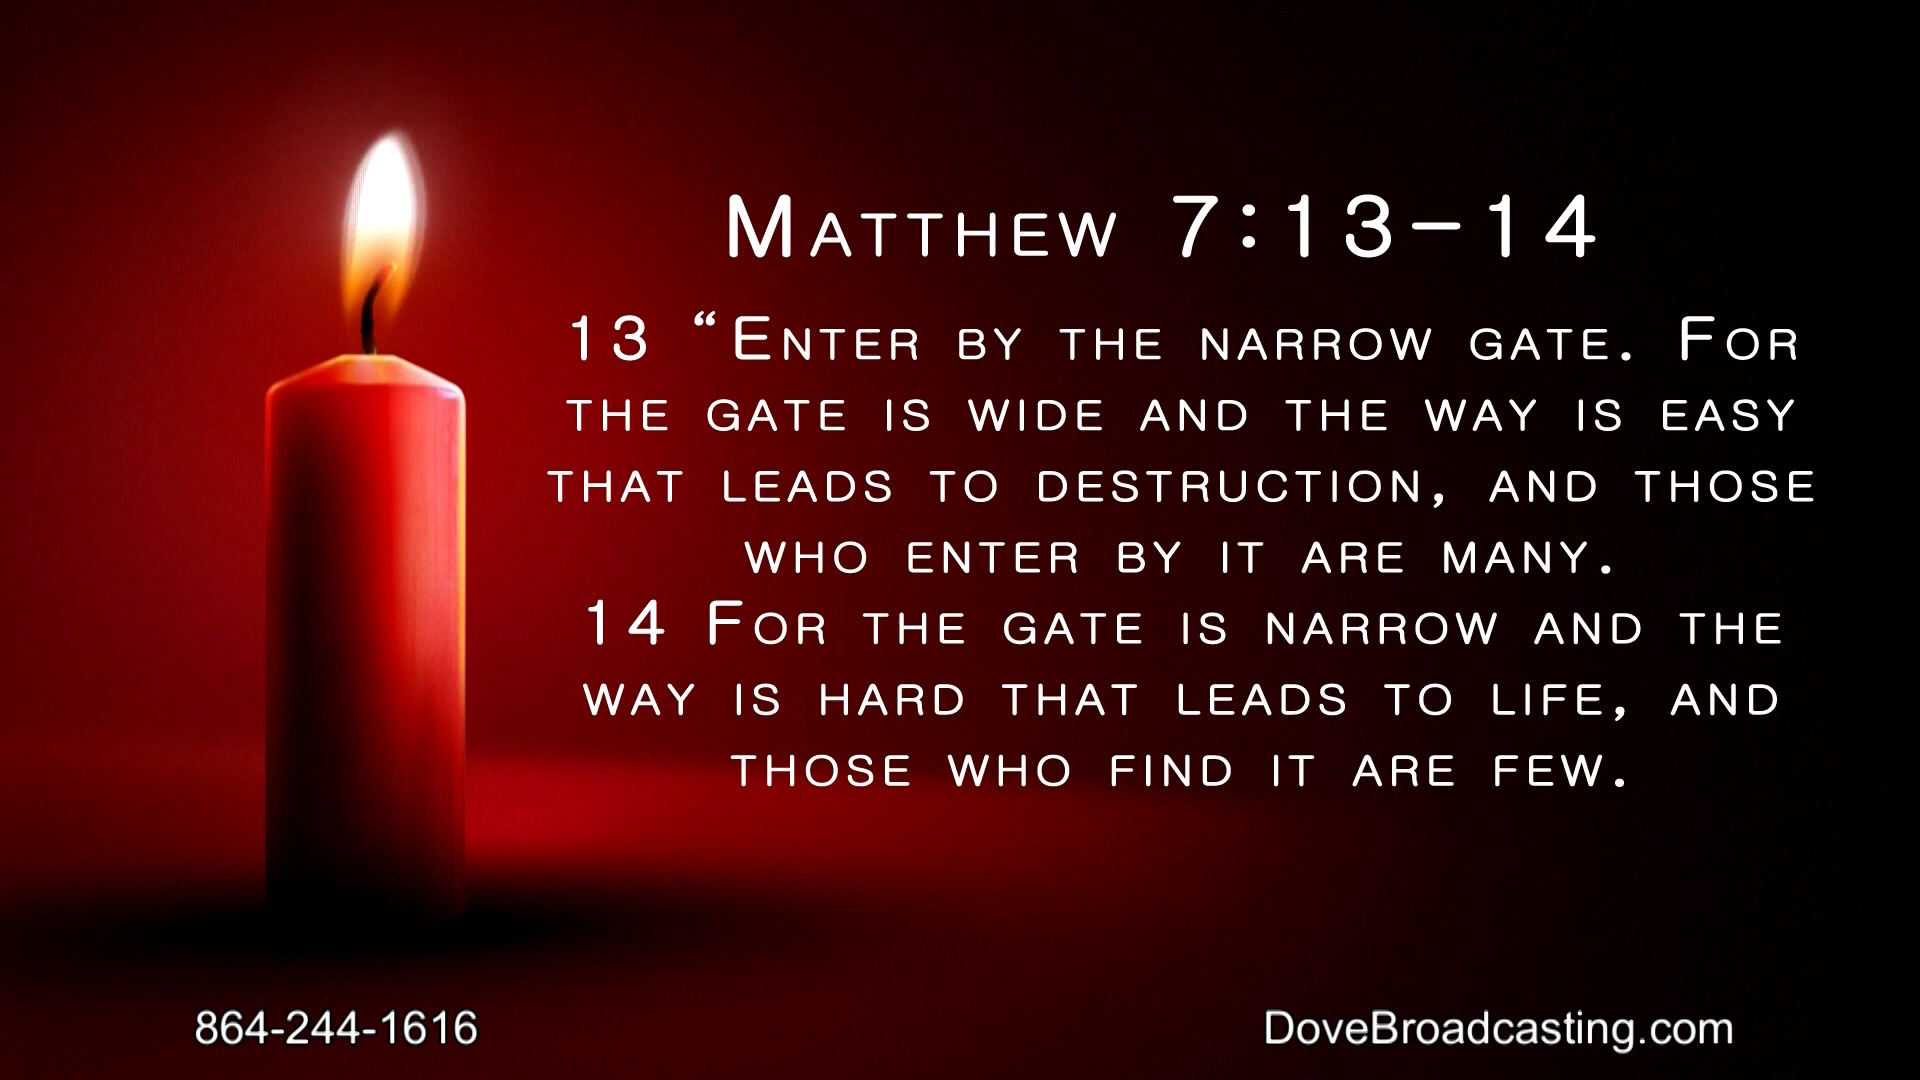 Matthew 7:13-14
13 “Enter by the narrow gate. For
the gate is wide and the way is easy
that leads to destruction, and those
who enter by it are many.
14 For the gate is narrow and the
way is hard that leads to life, and
those who find it are few.
864-244-1616
DoveBroadcasting.com